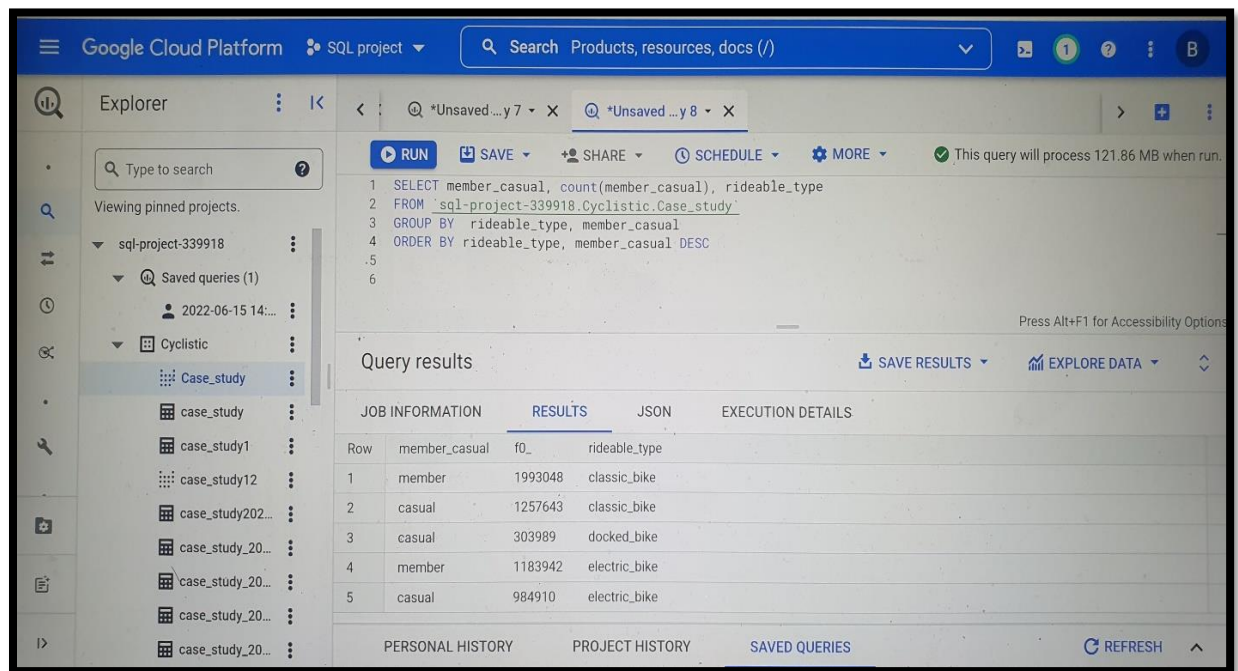 Google Cloud Platform SQL project Search Products, resources, docs (/) 1 B
Explorer
*Unsaved ...y 7 *Unsaved ...y 8
Type to search
RUN SAVE SHARE SCHEDULE MORE This query will process 121.86 MB when run.
Viewing pinned projects.
sql-project-339918
Saved queries (1)
2022-06-15 14:...
Cyclistic
Case_study
case_study
case_study1
case_study12
case_study202...
case_study_20...
case_study_20...
case_study_20...
case_study_20...
1 SELECT member_casual, count(member_casual), rideable_type
2 FROM `sql-project-339918.Cyclistic.Case_study`
3 GROUP BY rideable_type, member_casual
4 ORDER BY rideable_type, member_casual DESC
5
6
Press Alt+F1 for Accessibility Options
Query results SAVE RESULTS EXPLORE DATA
JOB INFORMATION RESULTS JSON EXECUTION DETAILS
Row member_casual f0_ rideable_type
1 member 1993048 classic_bike
2 casual 1257643 classic_bike
3 casual 303989 docked_bike
4 member 1183942 electric_bike
5 casual 984910 electric_bike
PERSONAL HISTORY PROJECT HISTORY SAVED QUERIES REFRESH